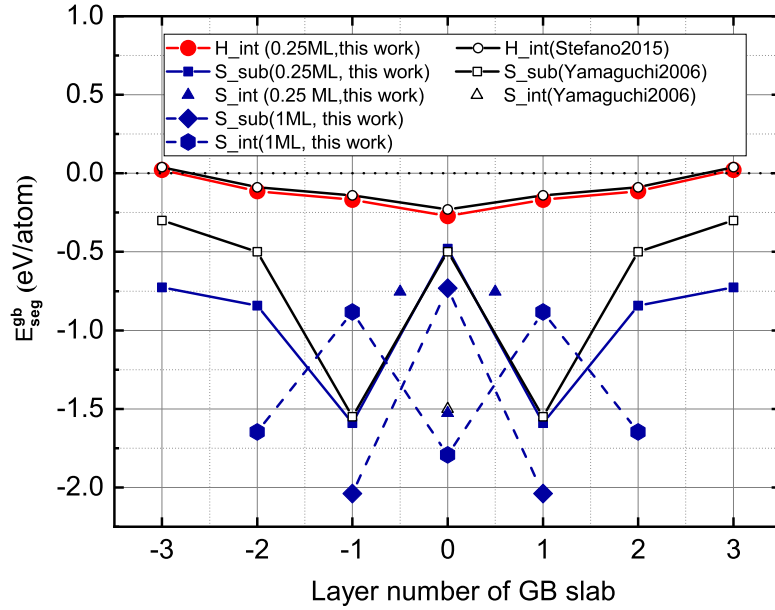 1.0
0.5
0.0
-0.5
-1.0
-1.5
-2.0
E^gb_seg (eV/atom)
H_int (0.25ML,this work)
S_sub(0.25ML, this work)
S_int (0.25 ML,this work)
S_sub(1ML, this work)
S_int(1ML, this work)
H_int(Stefano2015)
S_sub(Yamaguchi2006)
S_int(Yamaguchi2006)
-3 -2 -1 0 1 2 3
Layer number of GB slab